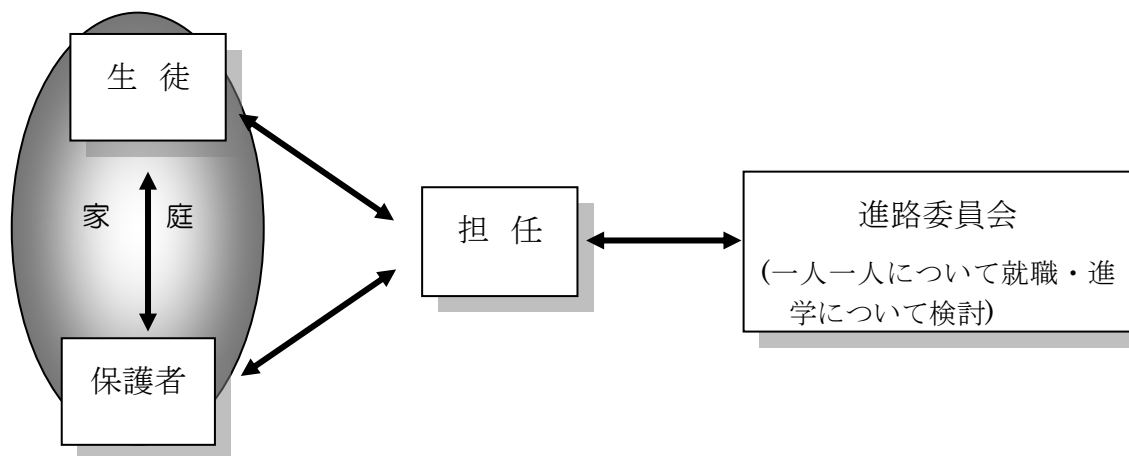 生 徒
家 庭
保護者
担 任
進路委員会
(一人一人について就職・進
学について検討)